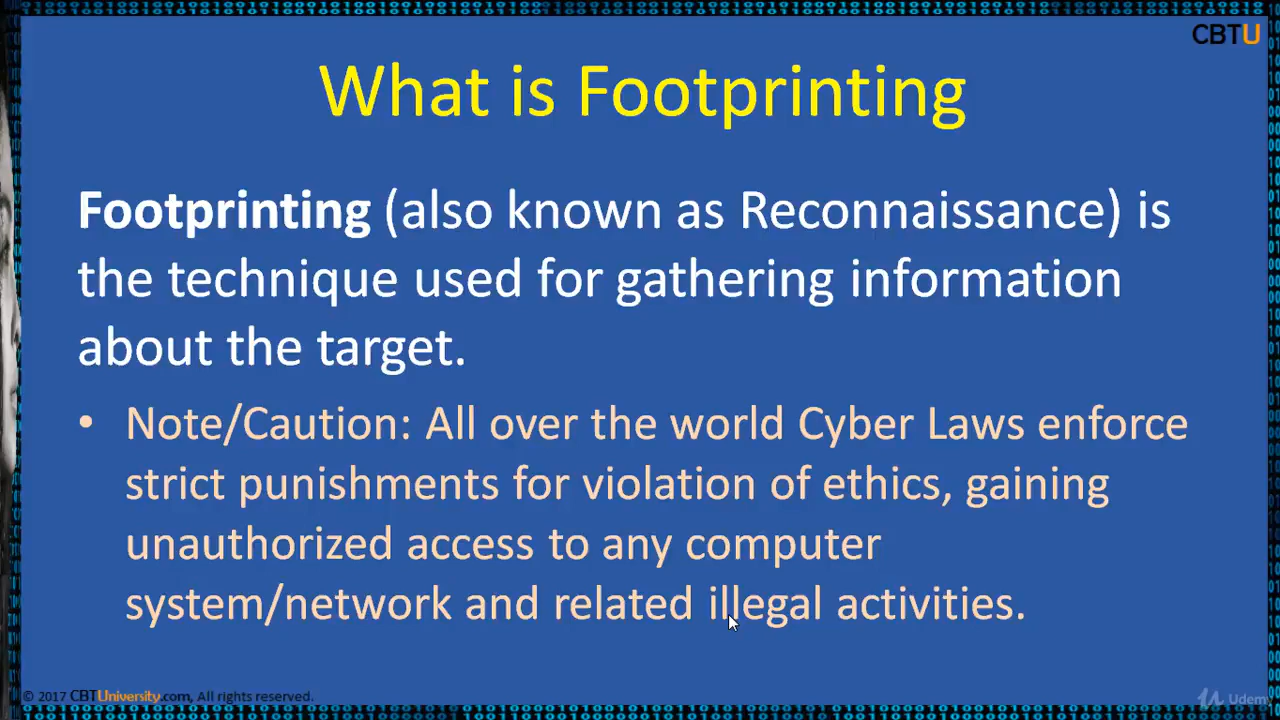 CBTU
What is Footprinting
Footprinting (also known as Reconnaissance) is
the technique used for gathering information
about the target.
• Note/Caution: All over the world Cyber Laws enforce
strict punishments for violation of ethics, gaining
unauthorized access to any computer
system/network and related illegal activities.
© 2017 CBTUniversity.com, All rights reserved.
Udemy